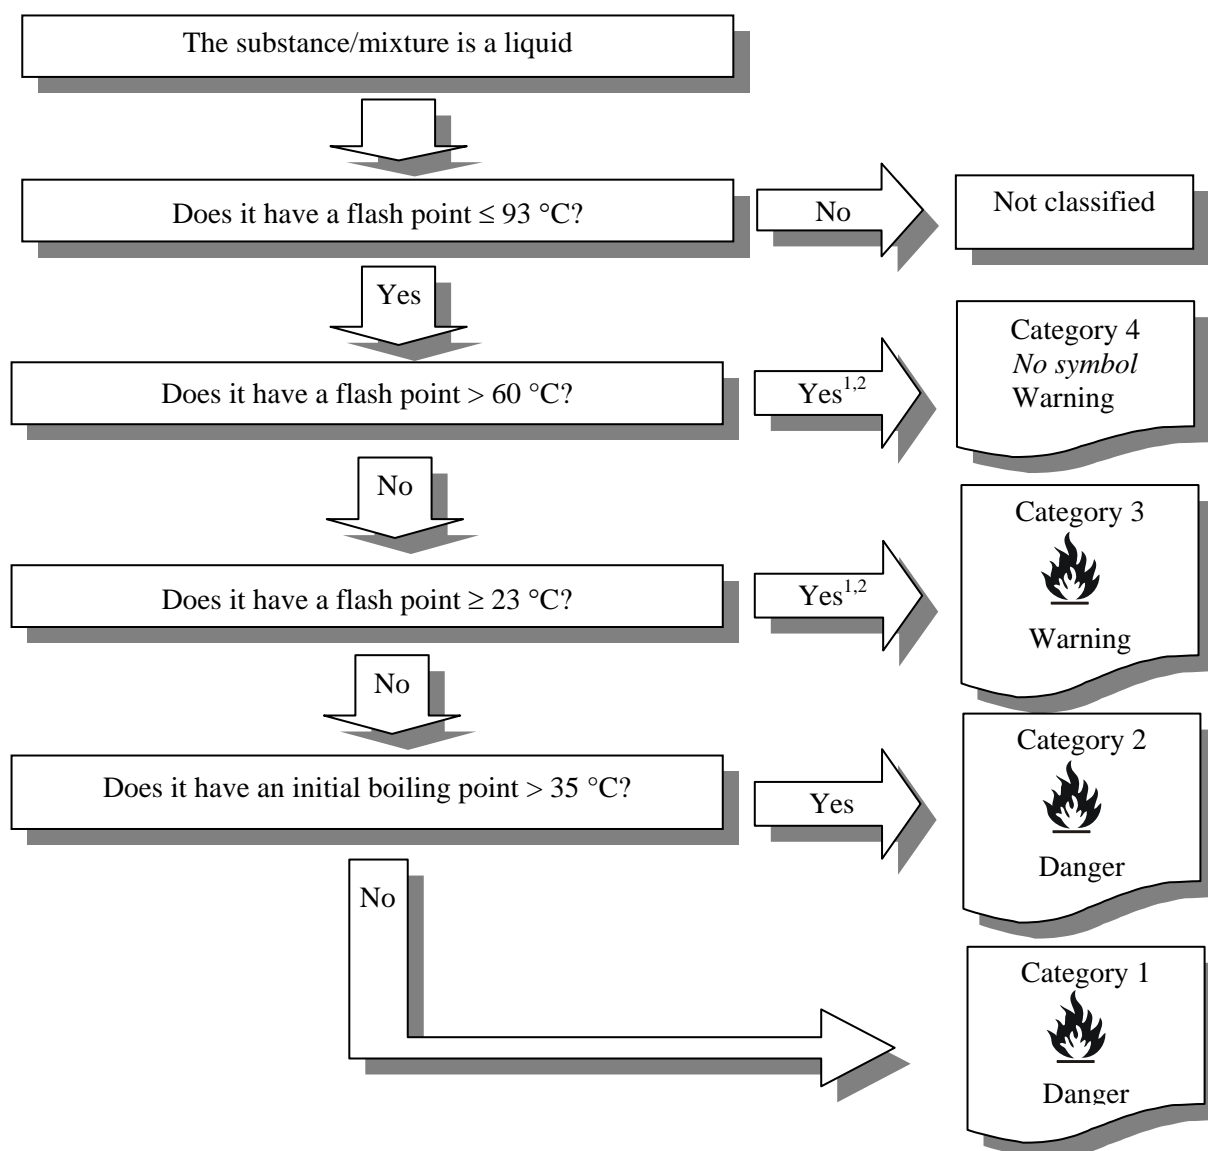 The substance/mixture is a liquid
Does it have a flash point ≤ 93 °C?
No
Not classified
Yes
Does it have a flash point > 60 °C?
Yes1,2
Category 4
No symbol
Warning
No
Does it have a flash point ≥ 23 °C?
Yes1,2
Category 3
Warning
No
Does it have an initial boiling point > 35 °C?
Yes
Category 2
Danger
No
Category 1
Danger